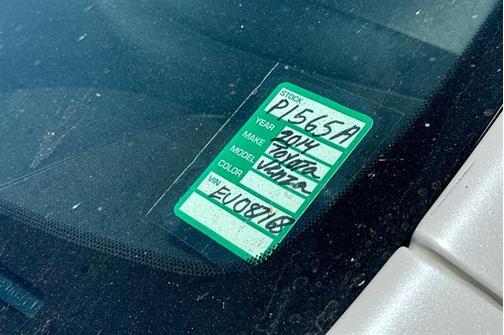 STOCK:
P1565A
YEAR 2014
MAKE Toyota
MODEL Venza
COLOR
VIN
EU087168